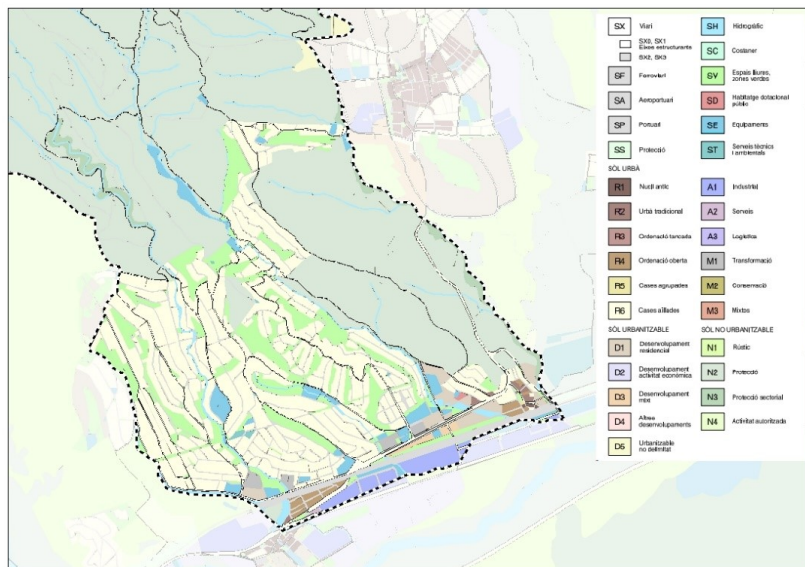 SX Viari
SX0, SX1
Eixos estructurants
SX2, SX3
SF Ferroviari
SA Aeroportuari
SP Portuari
SS Protecció
SÒL URBÀ
R1 Nucli antic
R2 Urbà tradicional
R3 Ordenació tancada
R4 Ordenació oberta
R5 Cases agrupades
R6 Cases aïllades
SÒL URBANITZABLE
D1 Desenvolupament
residencial
D2 Desenvolupament
activitat econòmica
D3 Desenvolupament
mixt
D4 Altres
desenvolupaments
D5 Urbanitzable
no delimitat
SH Hidrogràfic
SC Costaner
SV Espais lliures,
zones verdes
SD Habitatge dotacional
públic
SE Equipaments
ST Serveis tècnics
i ambientals
A1 Industrial
A2 Serveis
A3 Logística
M1 Transformació
M2 Conservació
M3 Mixtos
SÒL NO URBANITZABLE
N1 Rústic
N2 Protecció
N3 Protecció sectorial
N4 Activitat autoritzada